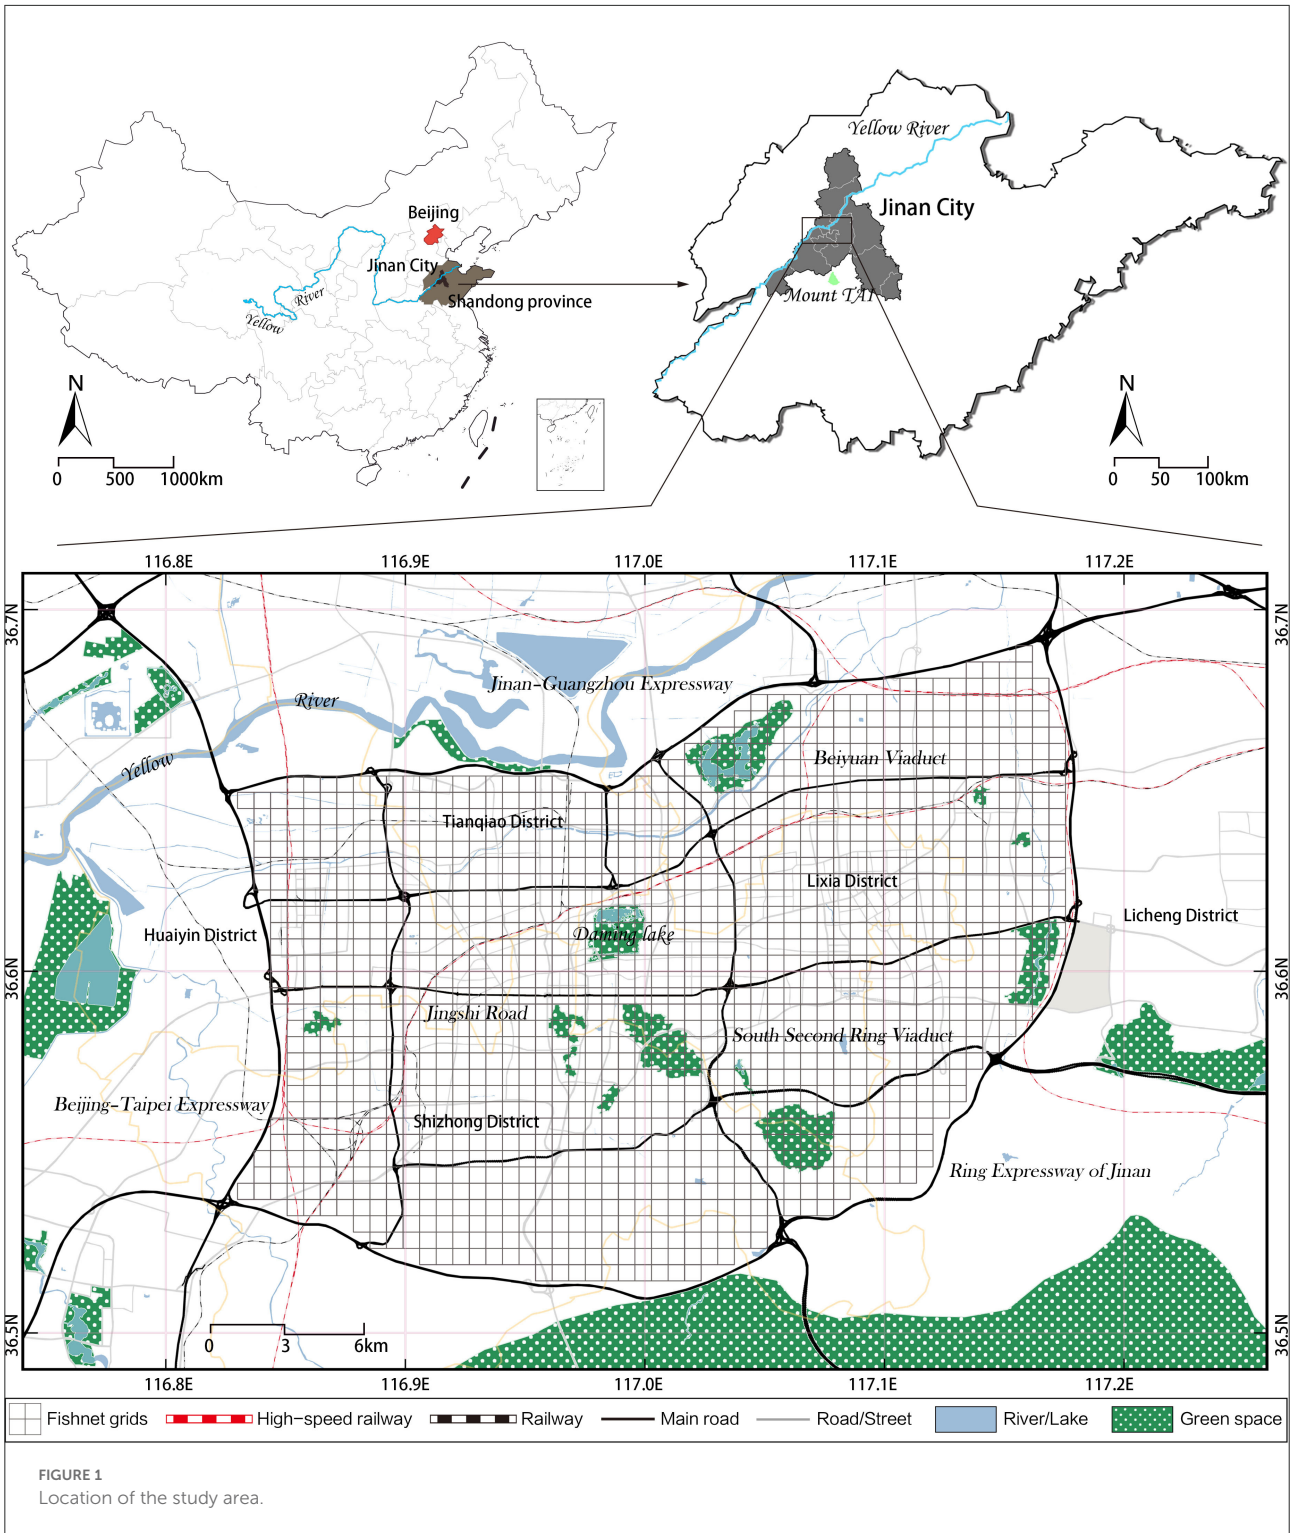 Beijing
Jinan City
Shandong province
Yellow
River
N
0 500 1000km
Yellow River
Jinan City
Mount TAI
N
0 50 100km
116.8E 116.9E 117.0E 117.1E 117.2E
36.7N
36.7N
Jinan-Guangzhou Expressway
River
Yellow
Beiyuan Viaduct
Tianqiao District
Lixia District
Licheng District
Huaiyin District
Daming lake
36.6N
36.6N
Jingshi Road
South Second Ring Viaduct
Beijing-Taipei Expressway
Shizhong District
Ring Expressway of Jinan
36.5N
36.5N
0 3 6km
116.8E 116.9E 117.0E 117.1E 117.2E
Fishnet grids High-speed railway Railway Main road Road/Street River/Lake Green space
FIGURE 1
Location of the study area.